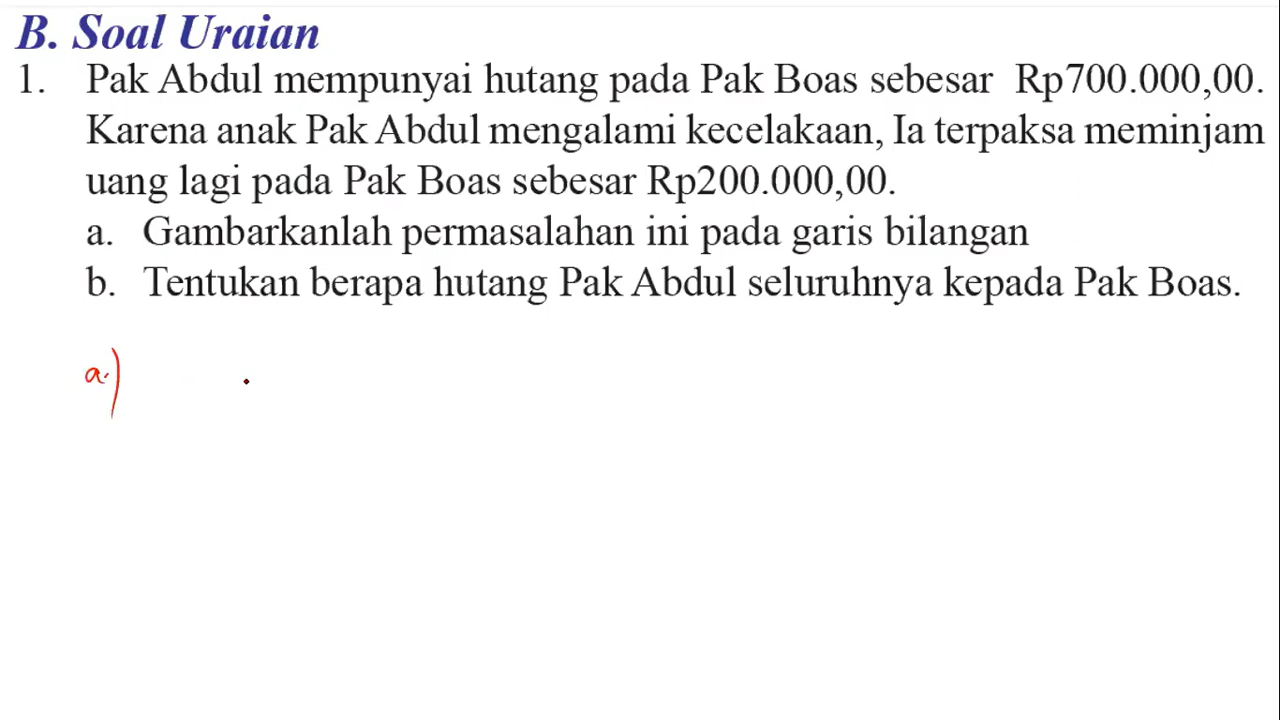 B. Soal Uraian
1. Pak Abdul mempunyai hutang pada Pak Boas sebesar Rp700.000,00.
Karena anak Pak Abdul mengalami kecelakaan, Ia terpaksa meminjam
uang lagi pada Pak Boas sebesar Rp200.000,00.
a. Gambarkanlah permasalahan ini pada garis bilangan
b. Tentukan berapa hutang Pak Abdul seluruhnya kepada Pak Boas.
a.)